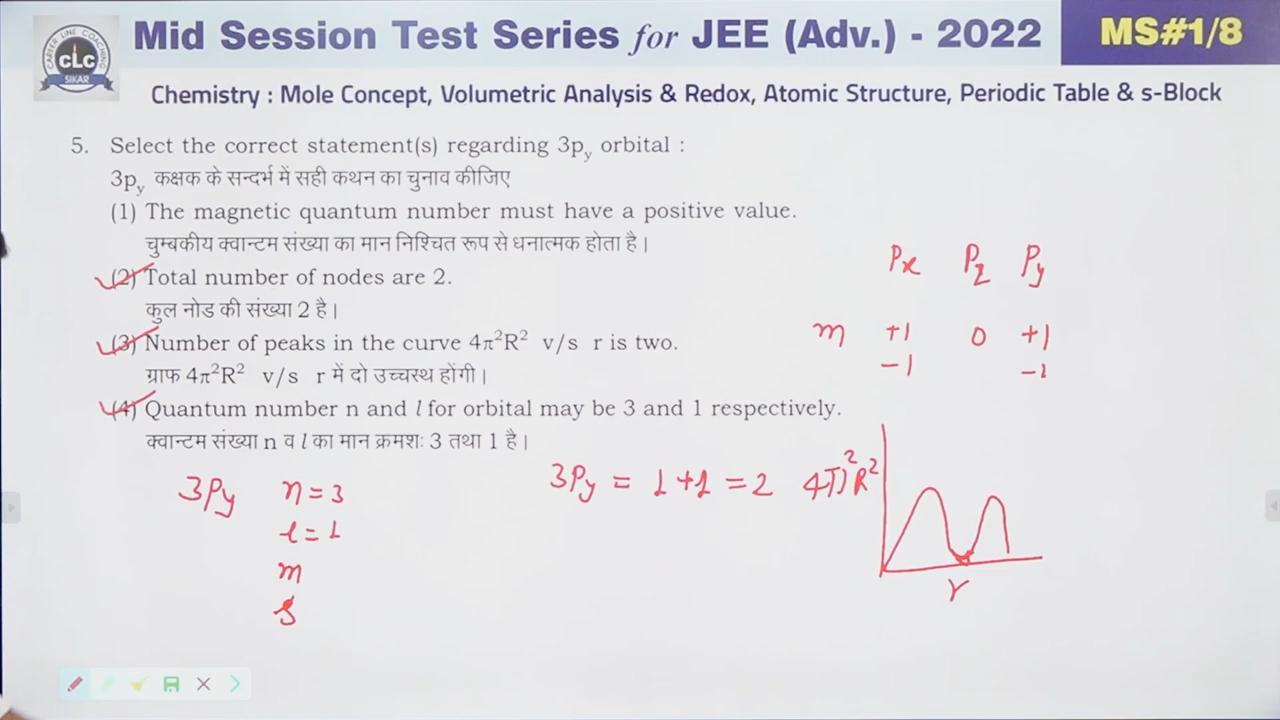 CAREER LINE COACHING
CLC
SIKAR
Mid Session Test Series for JEE (Adv.) - 2022
MS#1/8
Chemistry : Mole Concept, Volumetric Analysis & Redox, Atomic Structure, Periodic Table & s-Block
5. Select the correct statement(s) regarding 3py orbital :
3py कक्षक के सन्दर्भ में सही कथन का चुनाव कीजिए
(1) The magnetic quantum number must have a positive value.
चुम्बकीय क्वान्टम संख्या का मान निश्चित रूप से धनात्मक होता है।
(2) Total number of nodes are 2.
कुल नोड की संख्या 2 है।
(3) Number of peaks in the curve 4π²R² v/s r is two.
ग्राफ 4π²R² v/s r में दो उच्चस्थ होंगी।
(4) Quantum number n and l for orbital may be 3 and 1 respectively.
क्वान्टम संख्या n व l का मान क्रमशः 3 तथा 1 है।
Px Pz Py
m +1 0 +1
-1 -1
3Py n = 3
l = 1
m
s
3Py = 1+1 = 2
4π²R²
r